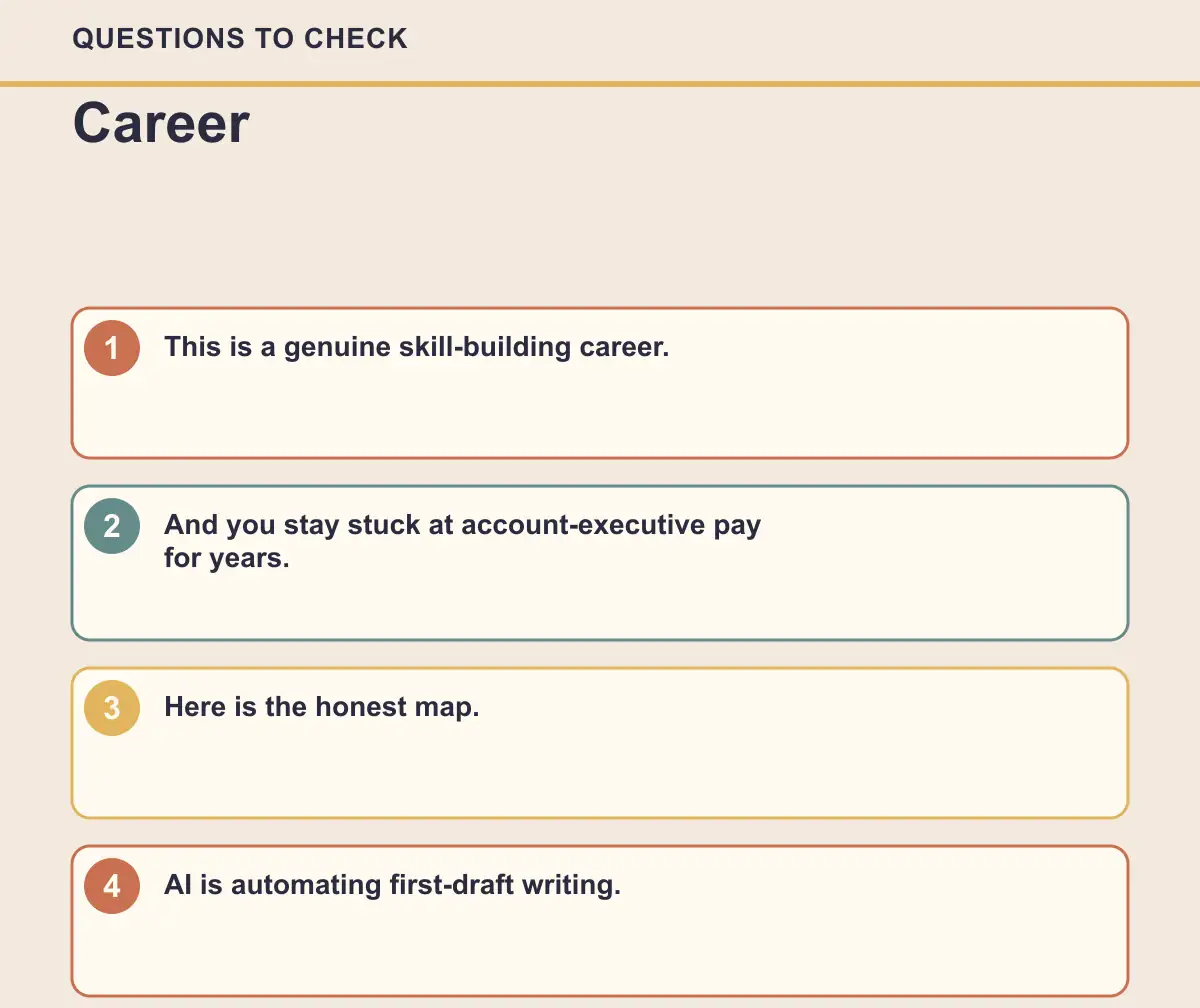 QUESTIONS TO CHECK
Career
1
This is a genuine skill-building career.
2
And you stay stuck at account-executive pay
for years.
3
Here is the honest map.
4
AI is automating first-draft writing.